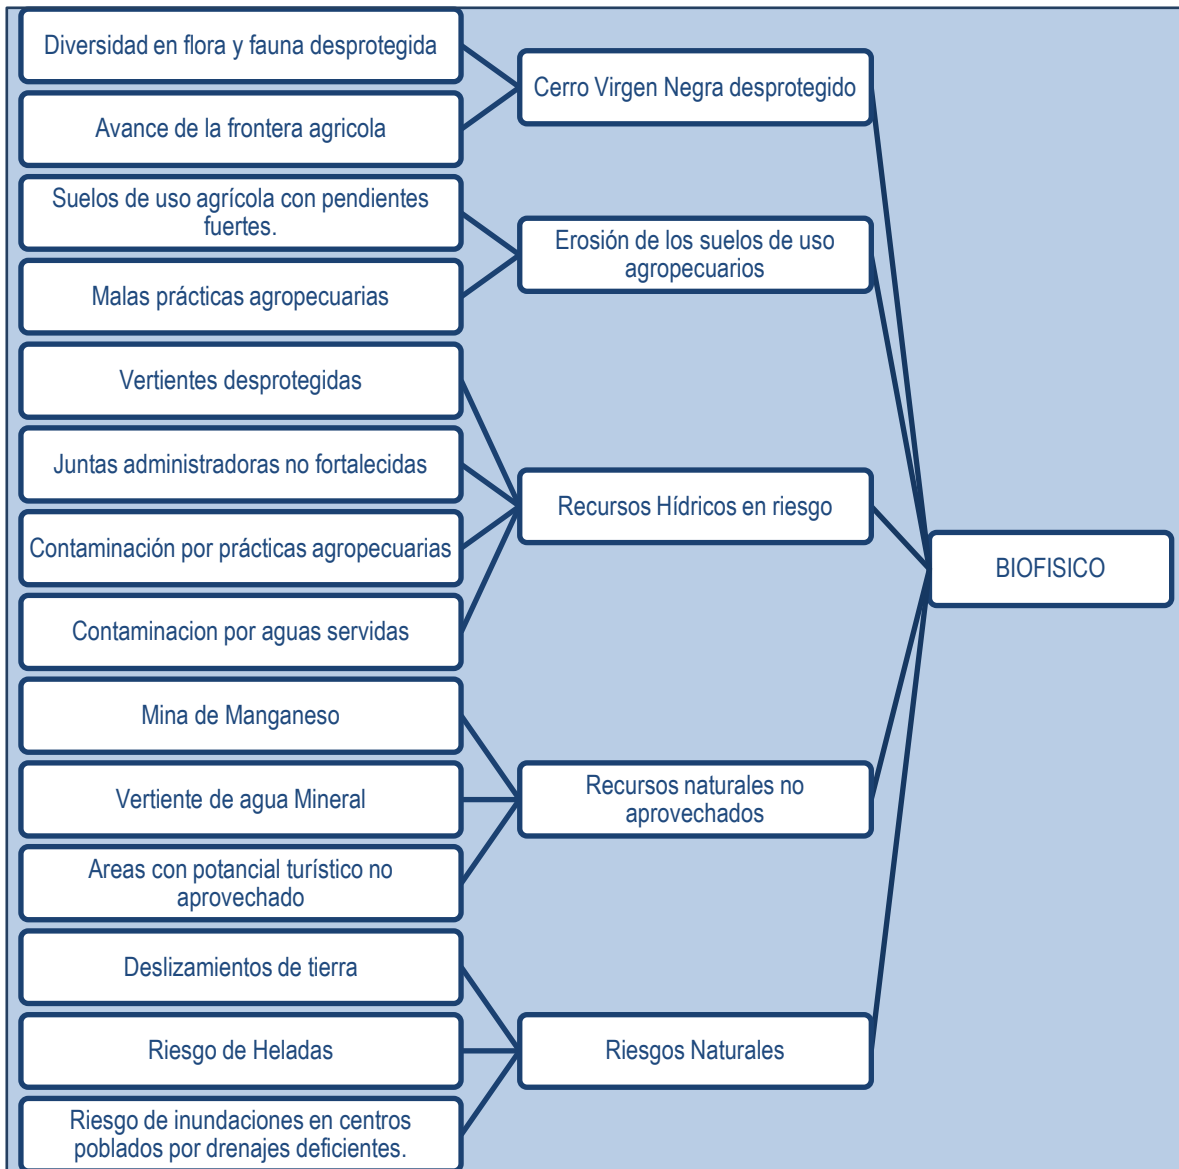 Diversidad en flora y fauna desprotegida
Avance de la frontera agricola
Cerro Virgen Negra desprotegido
Suelos de uso agrícola con pendientes
fuertes.
Malas prácticas agropecuarias
Erosión de los suelos de uso
agropecuarios
Vertientes desprotegidas
Juntas administradoras no fortalecidas
Contaminación por prácticas agropecuarias
Contaminacion por aguas servidas
Recursos Hídricos en riesgo
Mina de Manganeso
Vertiente de agua Mineral
Areas con potancial turístico no
aprovechado
Recursos naturales no
aprovechados
Deslizamientos de tierra
Riesgo de Heladas
Riesgo de inundaciones en centros
poblados por drenajes deficientes.
Riesgos Naturales
BIOFISICO